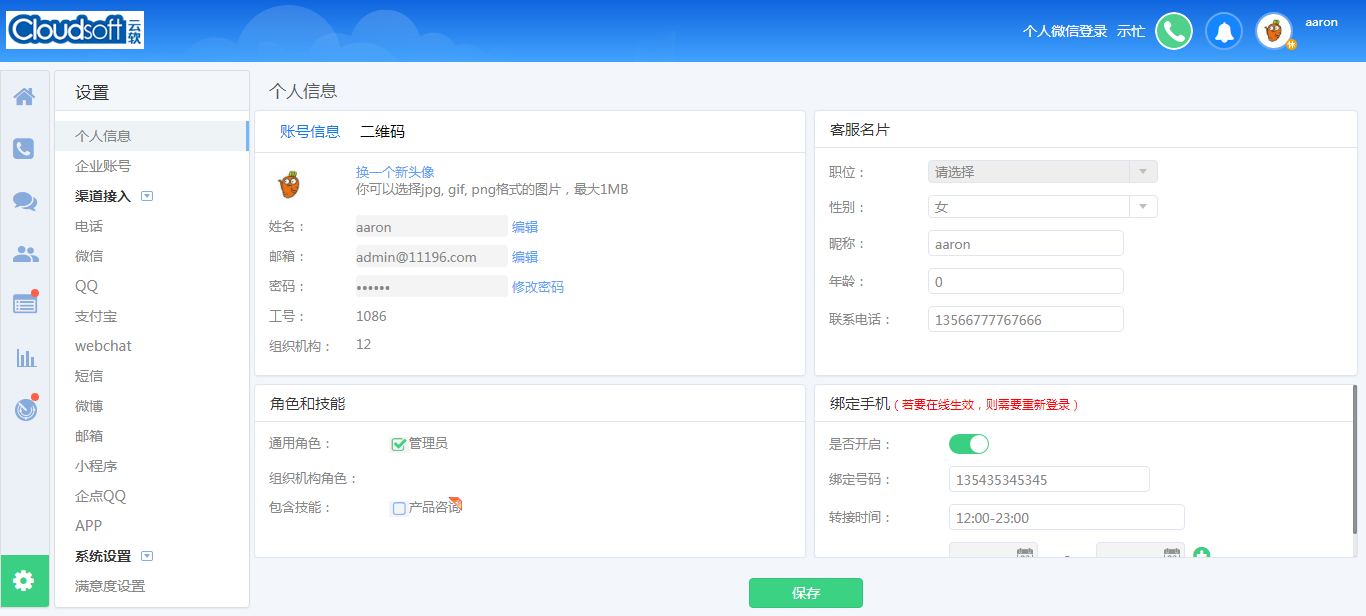 Cloudsoft云软
个人微信登录 示忙
aaron
休
设置
个人信息
企业账号
渠道接入
电话
微信
QQ
支付宝
webchat
短信
微博
邮箱
小程序
企点QQ
APP
系统设置
满意度设置
个人信息
账号信息 二维码
换一个新头像
你可以选择jpg, gif, png格式的图片，最大1MB
姓名： aaron 编辑
邮箱： admin@11196.com 编辑
密码： •••••• 修改密码
工号： 1086
组织机构： 12
客服名片
职位： 请选择
性别： 女
昵称： aaron
年龄： 0
联系电话： 13566777767666
角色和技能
通用角色： 管理员
组织机构角色：
包含技能： 产品咨询
绑定手机（若要在线生效，则需要重新登录）
是否开启：
绑定号码： 135435345345
转接时间： 12:00-23:00
-
保存